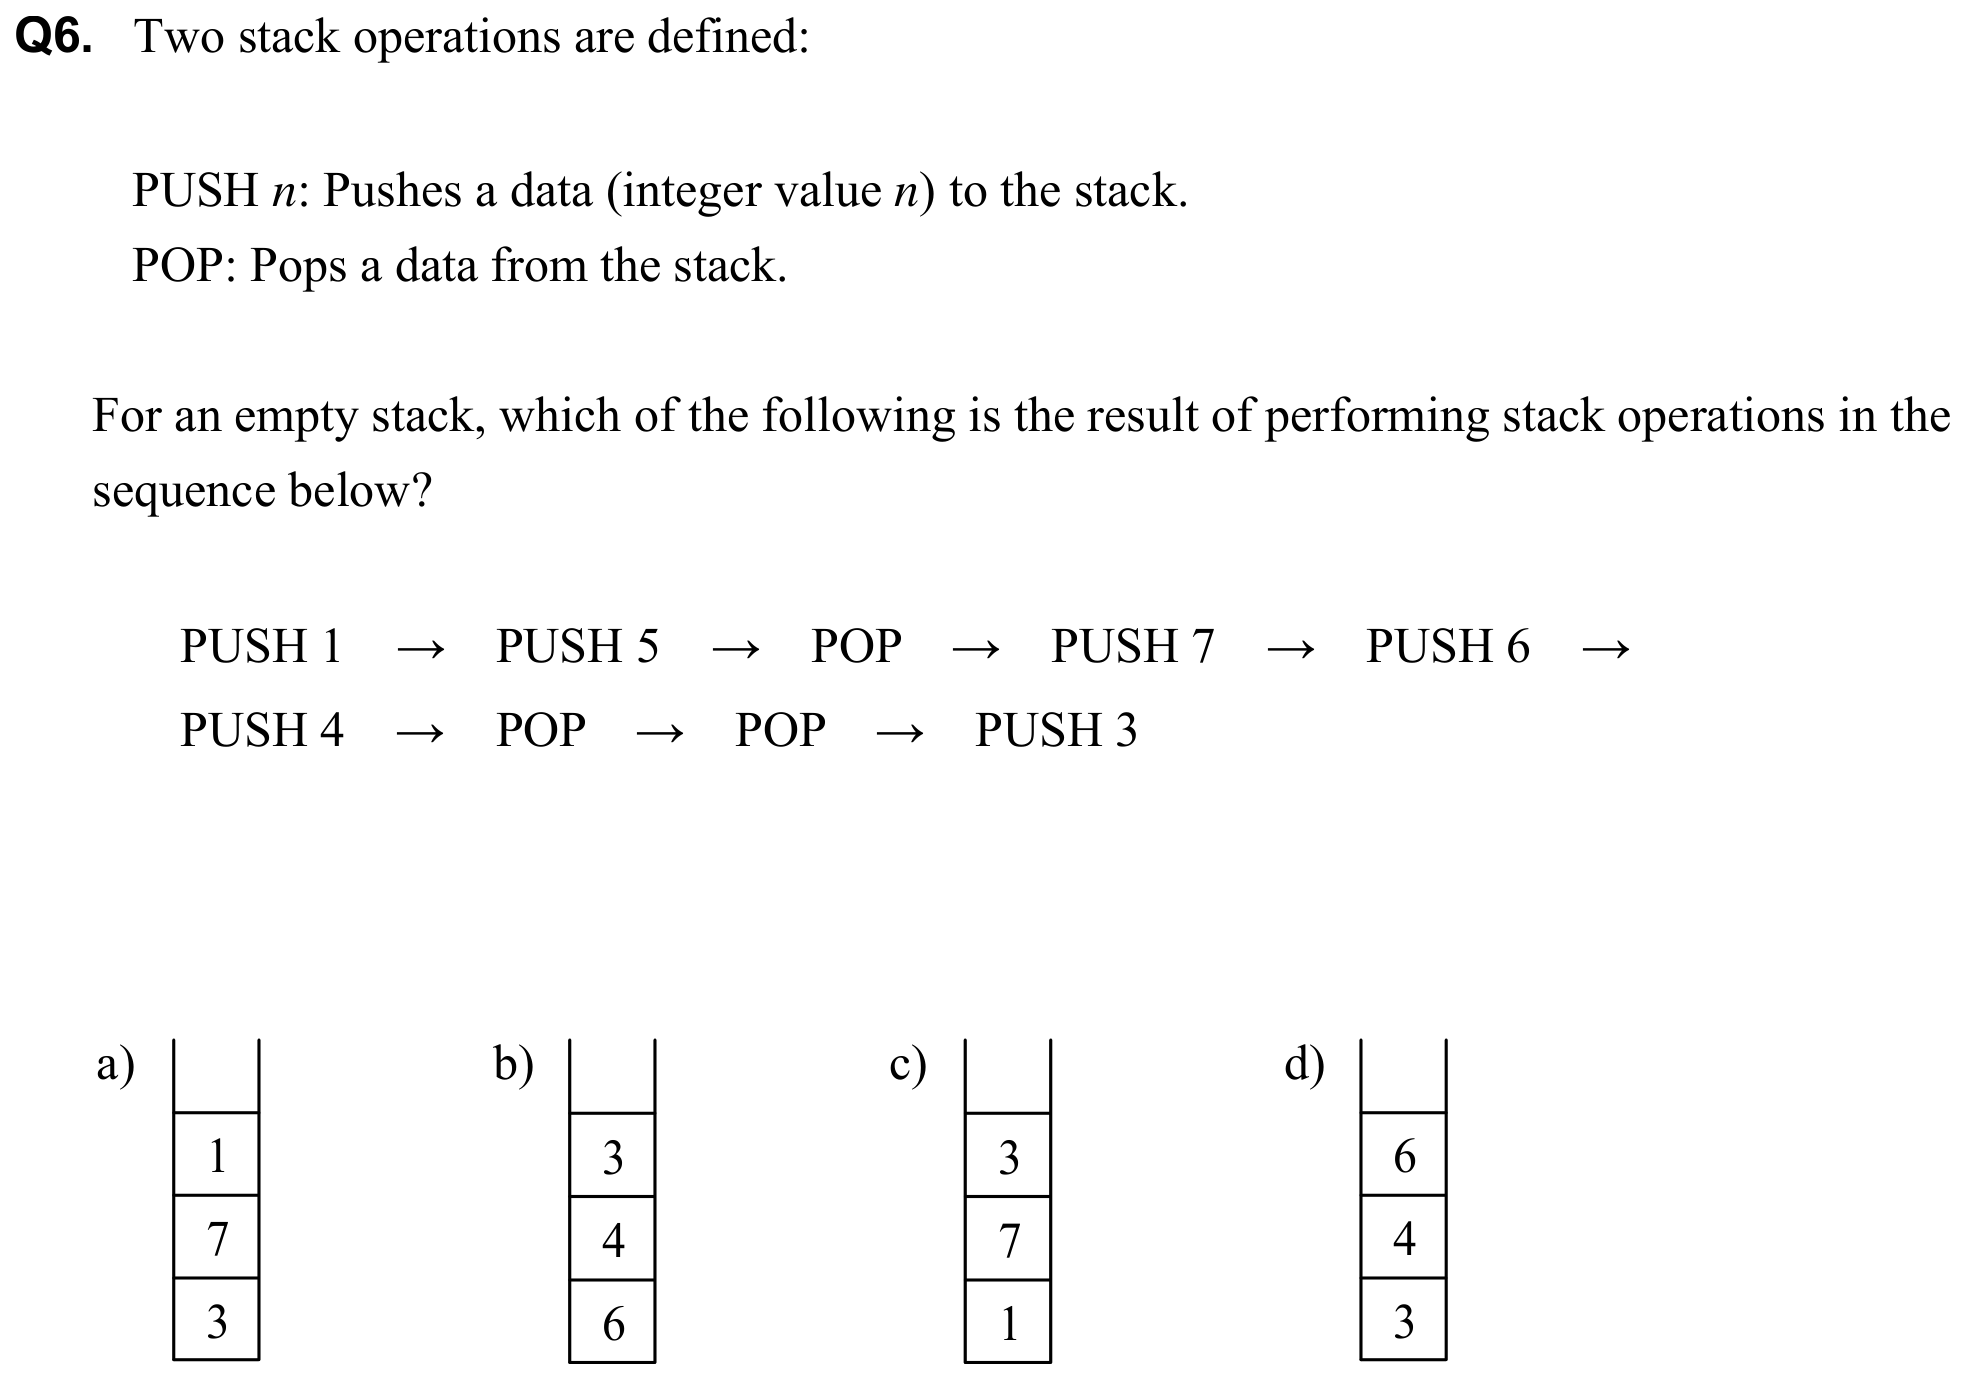 Q6. Two stack operations are defined:
PUSH n: Pushes a data (integer value n) to the stack.
POP: Pops a data from the stack.
For an empty stack, which of the following is the result of performing stack operations in the
sequence below?
PUSH 1 → PUSH 5 → POP → PUSH 7 → PUSH 6 →
PUSH 4 → POP → POP → PUSH 3
a) b) c) d)
1 3 3 6
7 4 7 4
3 6 1 3